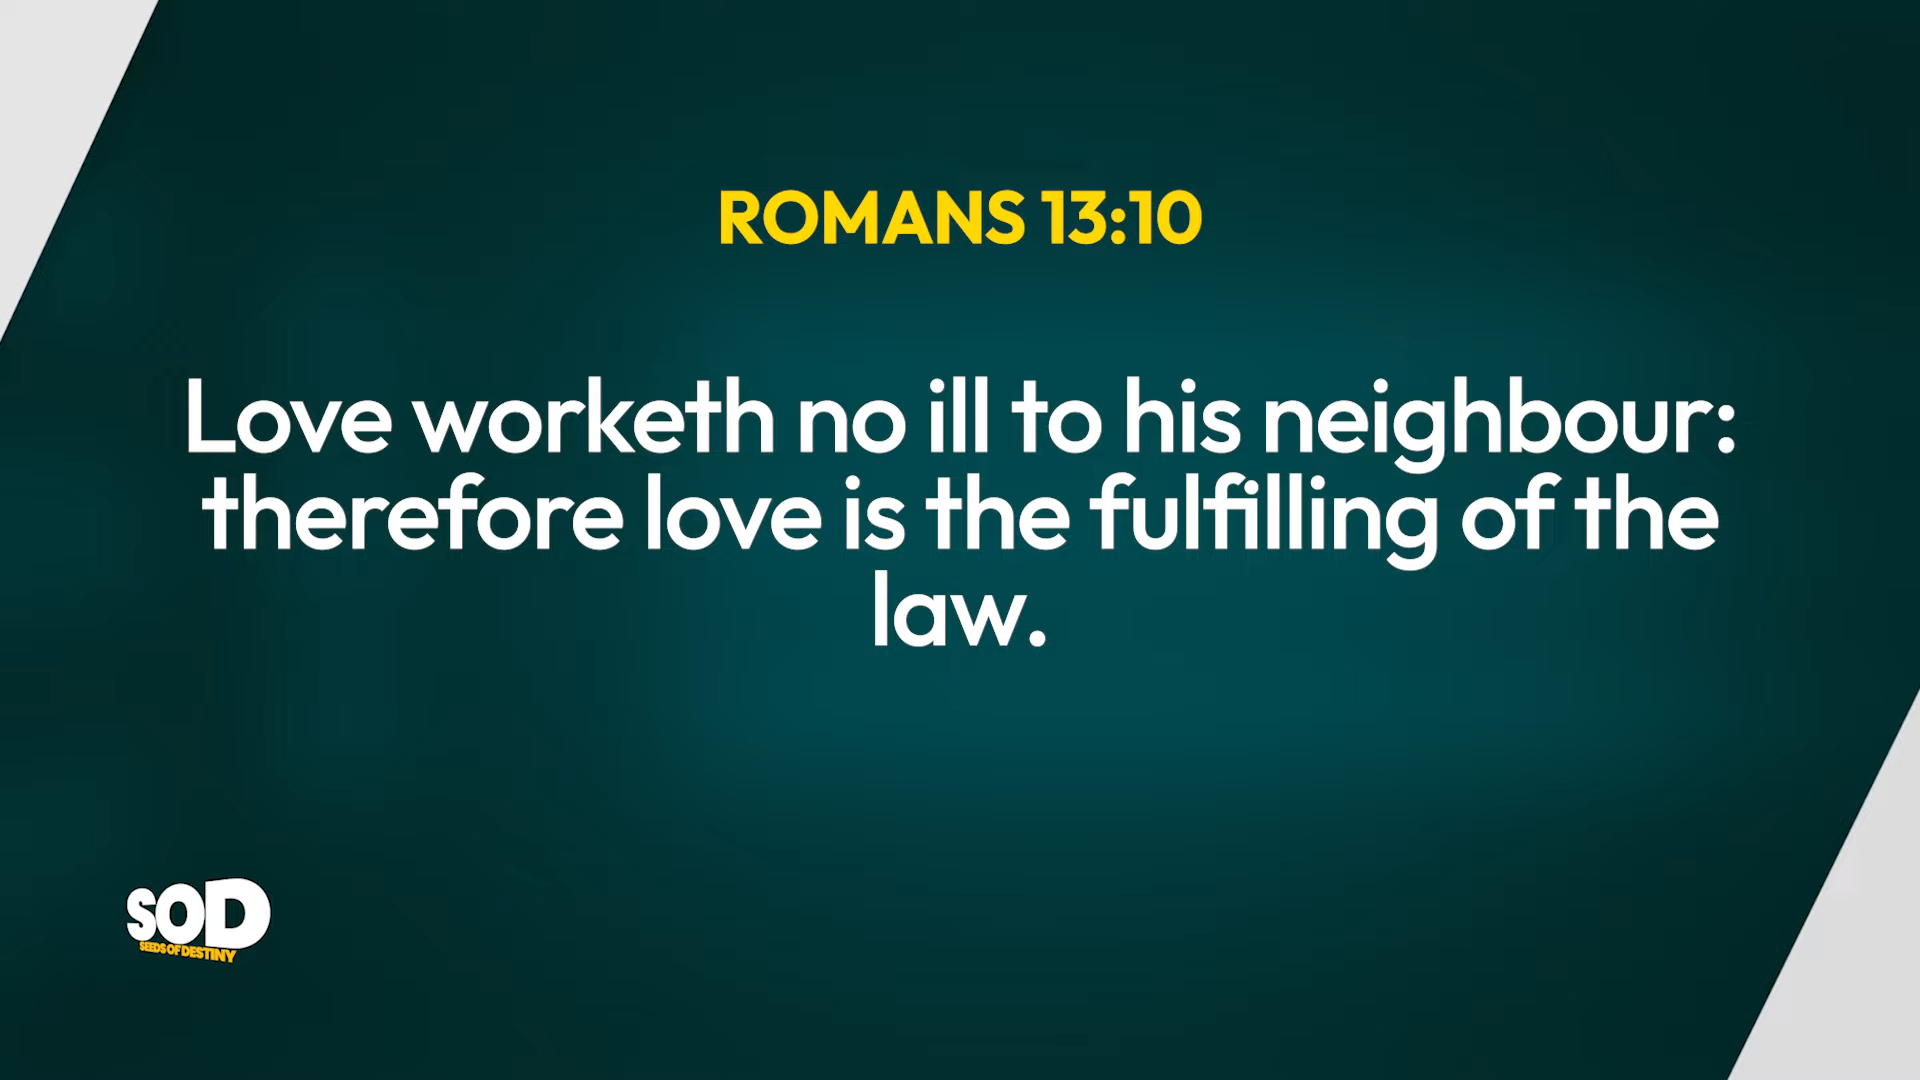 ROMANS 13:10
Love worketh no ill to his neighbour:
therefore love is the fulfilling of the
law.
SOD
SEEDS OF DESTINY